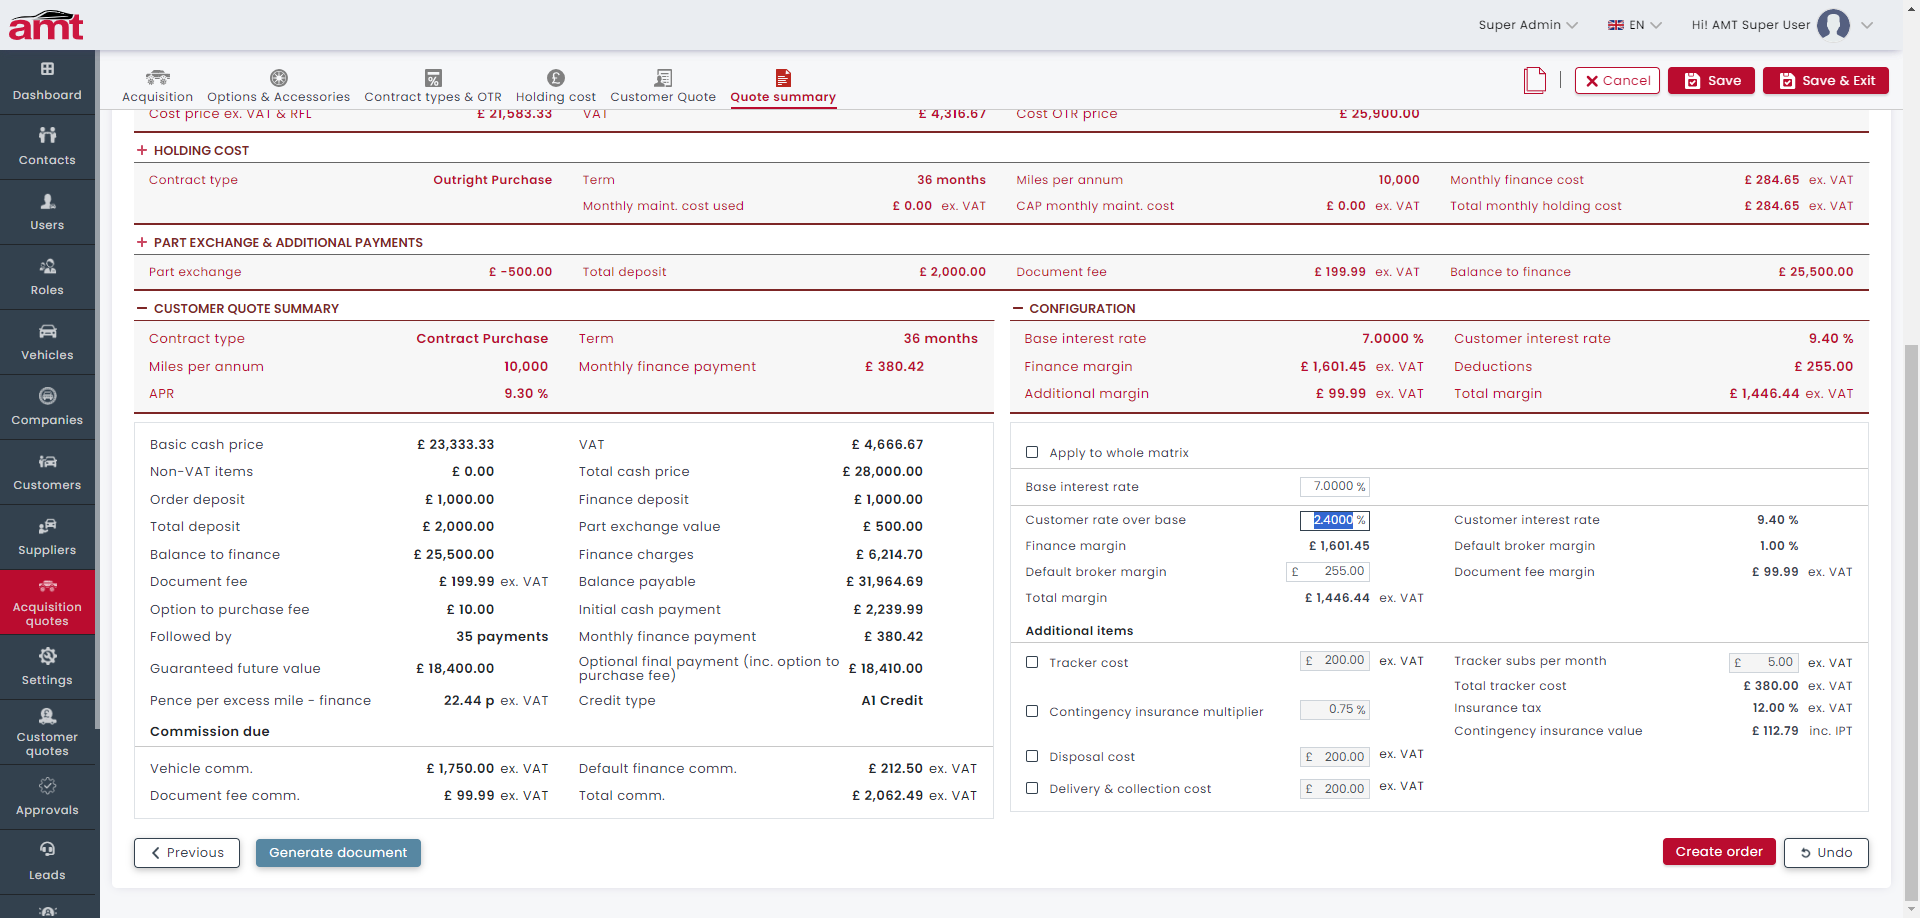 amt
Super Admin EN Hi! AMT Super User
Dashboard
Contacts
Users
Roles
Vehicles
Companies
Customers
Suppliers
Acquisition
quotes
Settings
Customer
quotes
Approvals
Leads
Acquisition Options & Accessories Contract types & OTR Holding cost Customer Quote Quote summary Cancel Save Save & Exit
Cost price ex. VAT & RFL £ 21,583.33 VAT £ 4,316.67 Cost OTR price £ 25,900.00
+ HOLDING COST
Contract type Outright Purchase Term 36 months Miles per annum 10,000 Monthly finance cost £ 284.65 ex. VAT
Monthly maint. cost used £ 0.00 ex. VAT CAP monthly maint. cost £ 0.00 ex. VAT Total monthly holding cost £ 284.65 ex. VAT
+ PART EXCHANGE & ADDITIONAL PAYMENTS
Part exchange £ -500.00 Total deposit £ 2,000.00 Document fee £ 199.99 ex. VAT Balance to finance £ 25,500.00
− CUSTOMER QUOTE SUMMARY
Contract type Contract Purchase Term 36 months
Miles per annum 10,000 Monthly finance payment £ 380.42
APR 9.30 %
Basic cash price £ 23,333.33 VAT £ 4,666.67
Non-VAT items £ 0.00 Total cash price £ 28,000.00
Order deposit £ 1,000.00 Finance deposit £ 1,000.00
Total deposit £ 2,000.00 Part exchange value £ 500.00
Balance to finance £ 25,500.00 Finance charges £ 6,214.70
Document fee £ 199.99 ex. VAT Balance payable £ 31,964.69
Option to purchase fee £ 10.00 Initial cash payment £ 2,239.99
Followed by 35 payments Monthly finance payment £ 380.42
Guaranteed future value £ 18,400.00 Optional final payment (inc. option to
purchase fee) £ 18,410.00
Pence per excess mile - finance 22.44 p ex. VAT Credit type A1 Credit
Commission due
Vehicle comm. £ 1,750.00 ex. VAT Default finance comm. £ 212.50 ex. VAT
Document fee comm. £ 99.99 ex. VAT Total comm. £ 2,062.49 ex. VAT
− CONFIGURATION
Base interest rate 7.0000 % Customer interest rate 9.40 %
Finance margin £ 1,601.45 ex. VAT Deductions £ 255.00
Additional margin £ 99.99 ex. VAT Total margin £ 1,446.44 ex. VAT
Apply to whole matrix
Base interest rate 7.0000 %
Customer rate over base 2.4000 % Customer interest rate 9.40 %
Finance margin £ 1,601.45 Default broker margin 1.00 %
Default broker margin £ 255.00 Document fee margin £ 99.99 ex. VAT
Total margin £ 1,446.44 ex. VAT
Additional items
Tracker cost £ 200.00 ex. VAT Tracker subs per month £ 5.00 ex. VAT
Total tracker cost £ 380.00 ex. VAT
Contingency insurance multiplier 0.75 % Insurance tax 12.00 % ex. VAT
Contingency insurance value £ 112.79 inc. IPT
Disposal cost £ 200.00 ex. VAT
Delivery & collection cost £ 200.00 ex. VAT
Previous Generate document Create order Undo